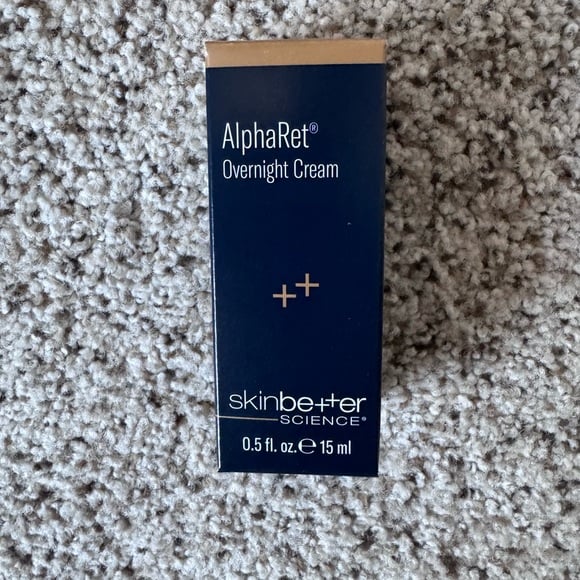 AlphaRet®
Overnight Cream
++
skinbetter
SCIENCE®
0.5 fl. oz. ℮ 15 ml